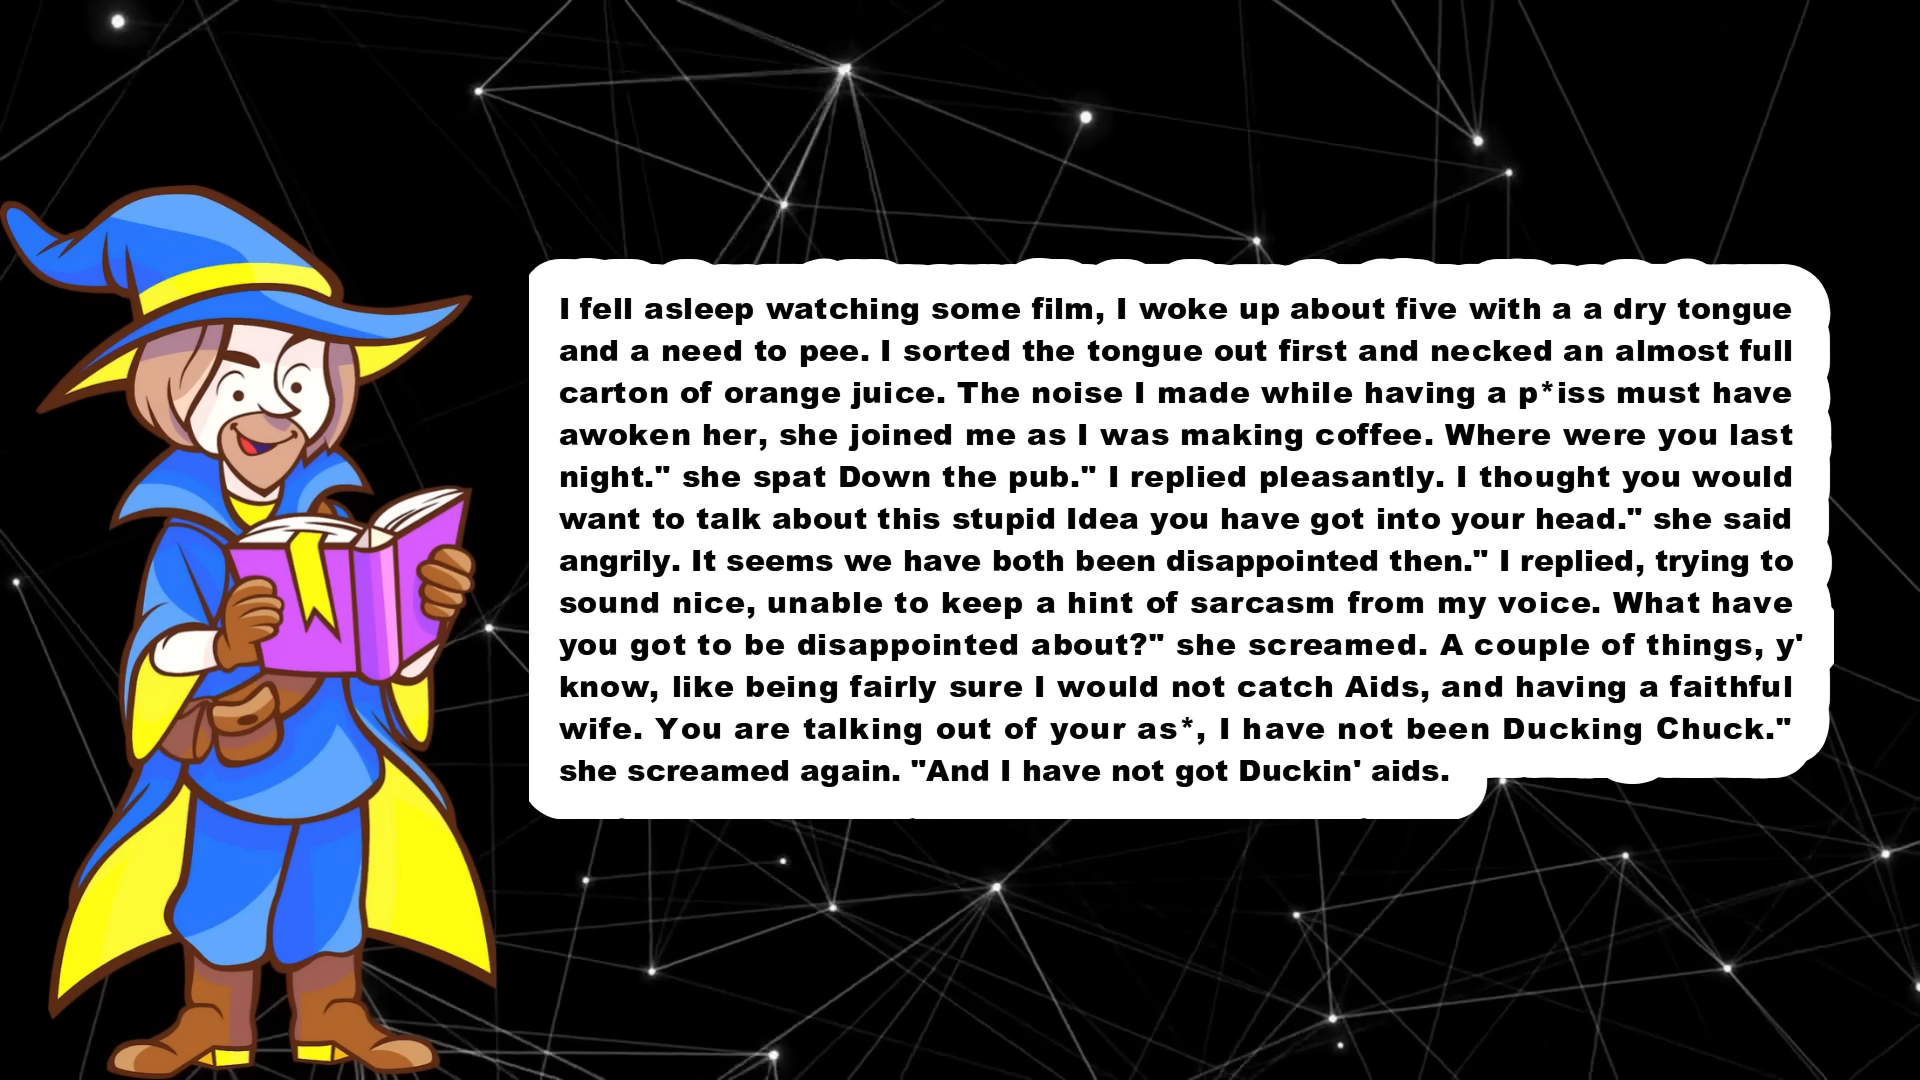 I fell asleep watching some film, I woke up about five with a a dry tongue
and a need to pee. I sorted the tongue out first and necked an almost full
carton of orange juice. The noise I made while having a p*iss must have
awoken her, she joined me as I was making coffee. Where were you last
night." she spat Down the pub." I replied pleasantly. I thought you would
want to talk about this stupid Idea you have got into your head." she said
angrily. It seems we have both been disappointed then." I replied, trying to
sound nice, unable to keep a hint of sarcasm from my voice. What have
you got to be disappointed about?" she screamed. A couple of things, y'
know, like being fairly sure I would not catch Aids, and having a faithful
wife. You are talking out of your as*, I have not been Ducking Chuck."
she screamed again. "And I have not got Duckin' aids.